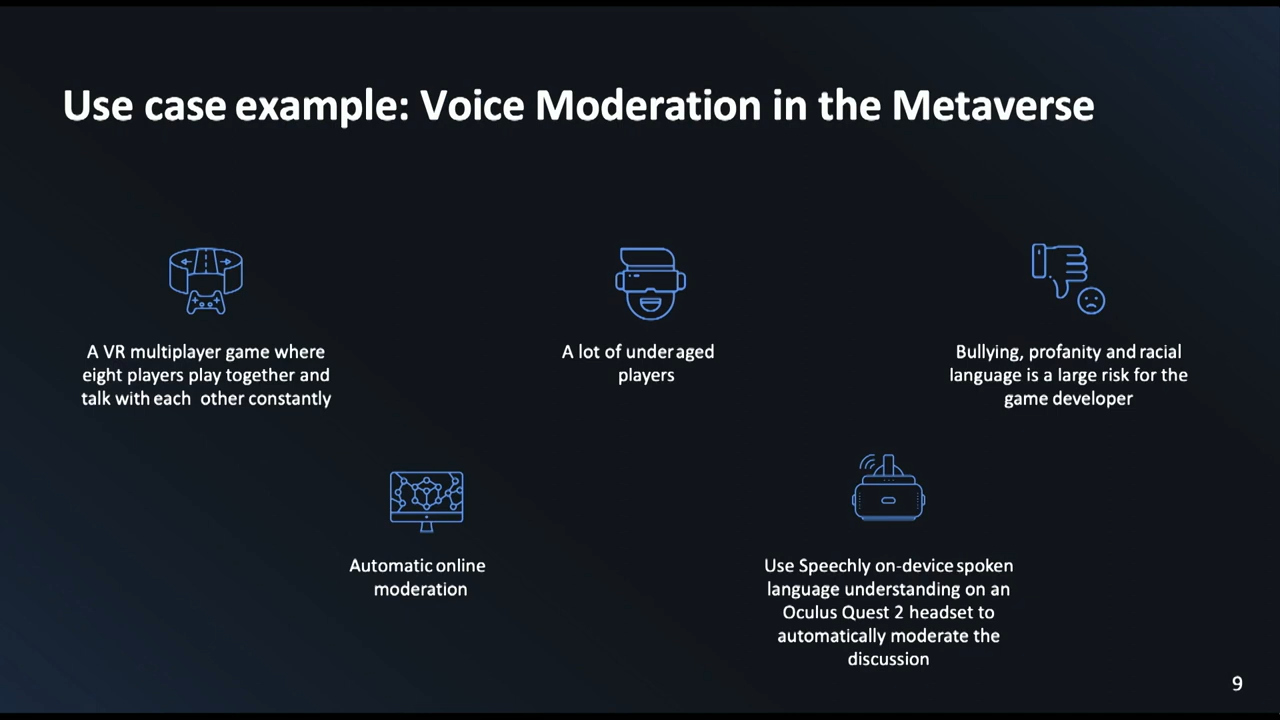 Use case example: Voice Moderation in the Metaverse
A VR multiplayer game where
eight players play together and
talk with each other constantly
A lot of underaged
players
Bullying, profanity and racial
language is a large risk for the
game developer
Automatic online
moderation
Use Speechly on-device spoken
language understanding on an
Oculus Quest 2 headset to
automatically moderate the
discussion
9